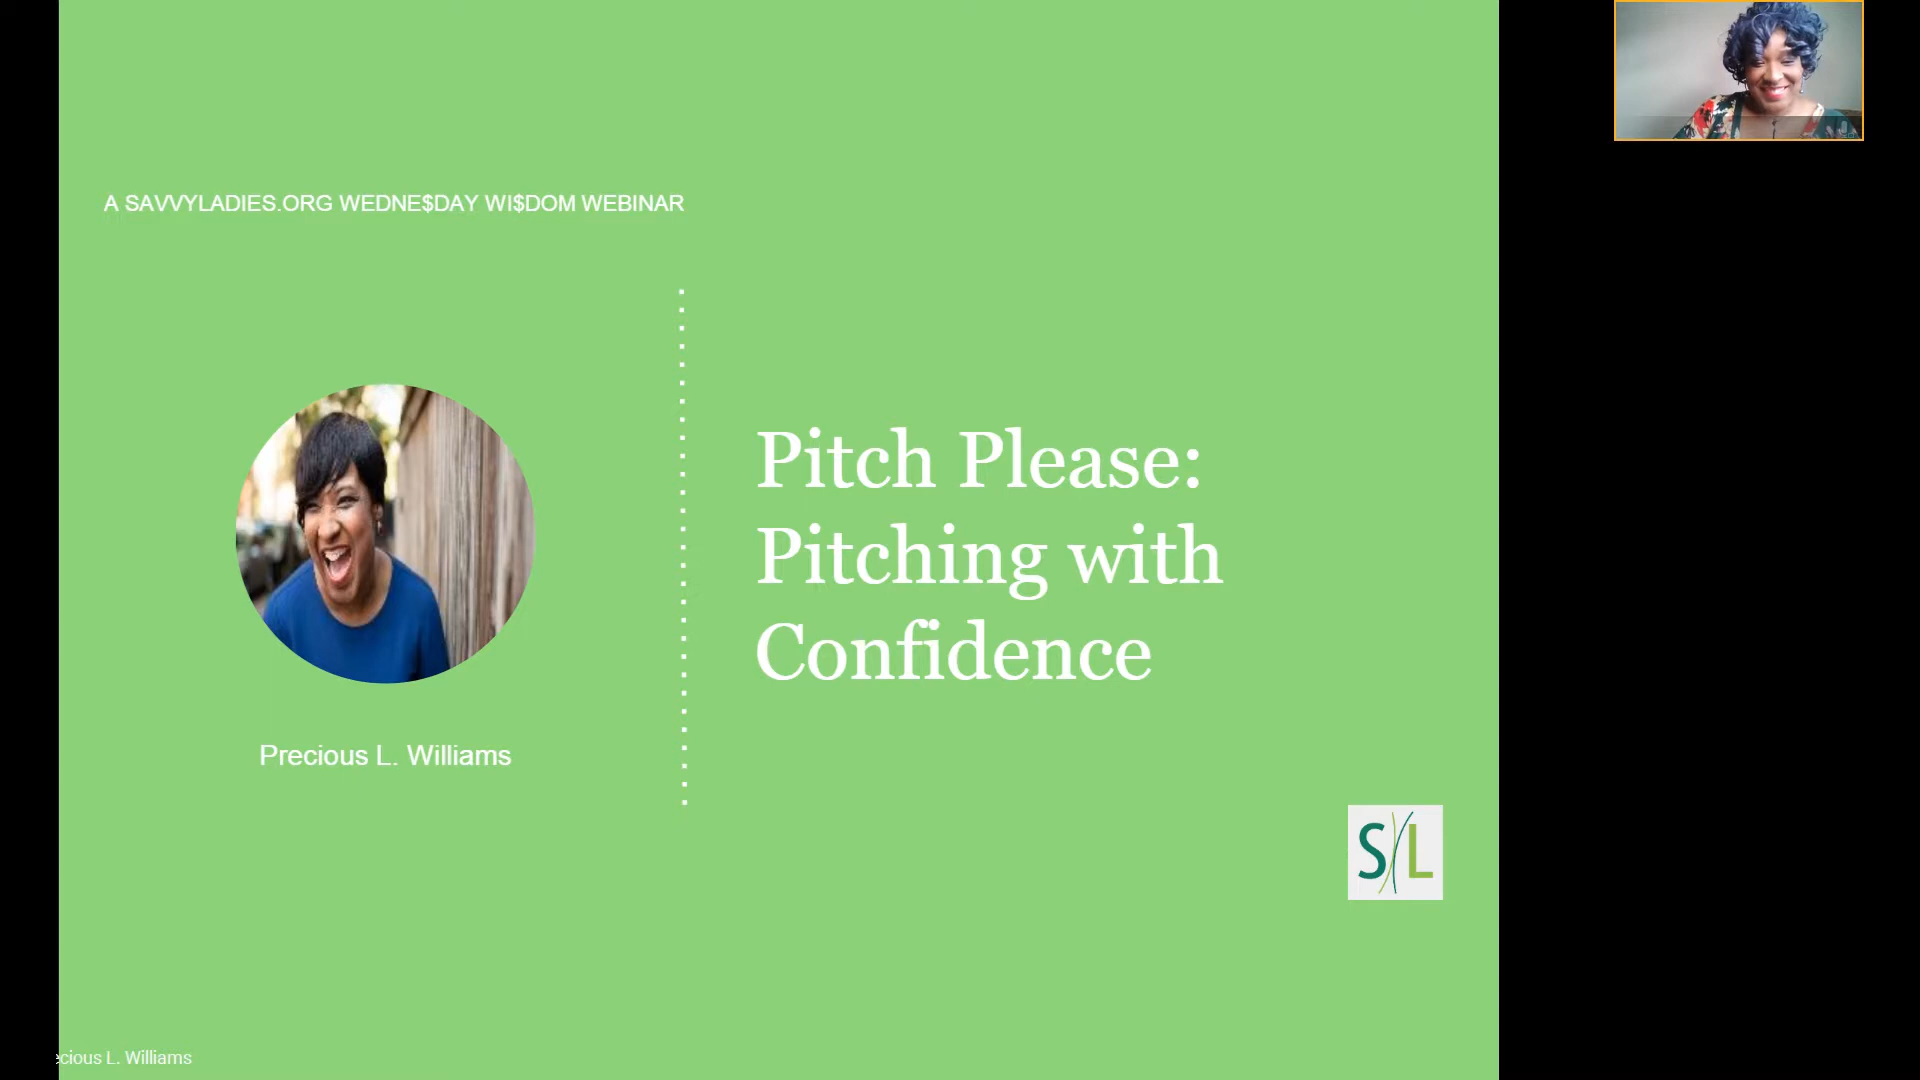 A SAVVYLADIES.ORG WEDNE$DAY WI$DOM WEBINAR
Pitch Please:
Pitching with
Confidence
Precious L. Williams
S L
ecious L. Williams